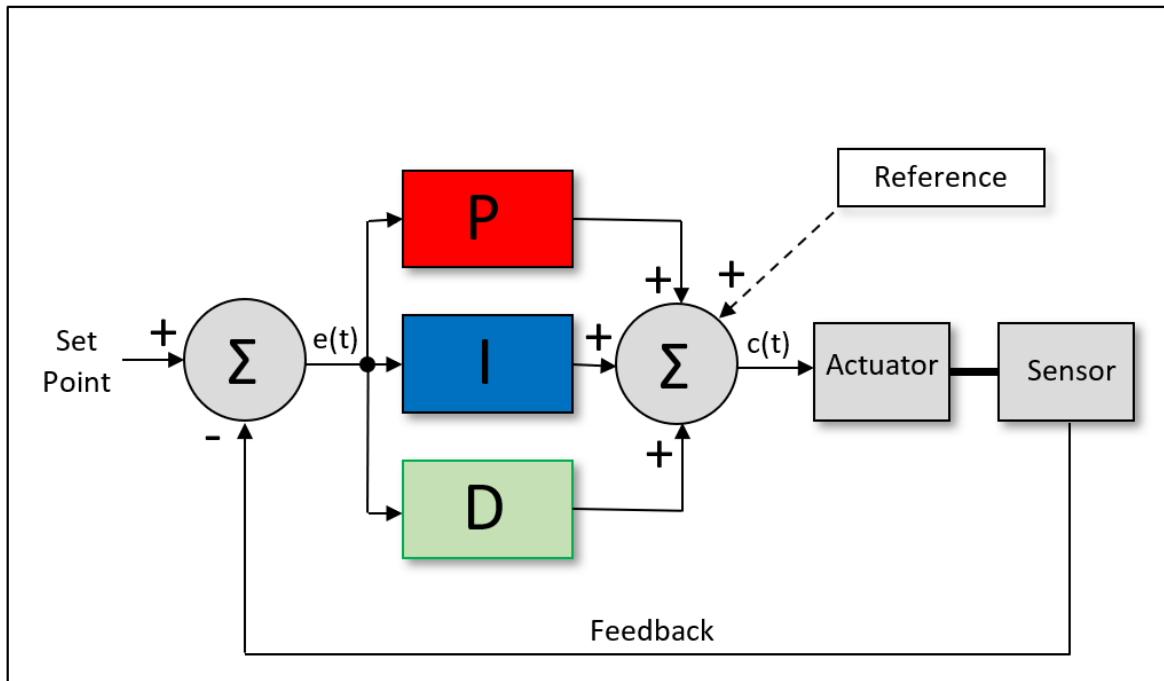 Reference
P
+
+
+
Set
Point
Σ
e(t)
I
+
Σ
c(t)
Actuator
Sensor
-
D
+
Feedback